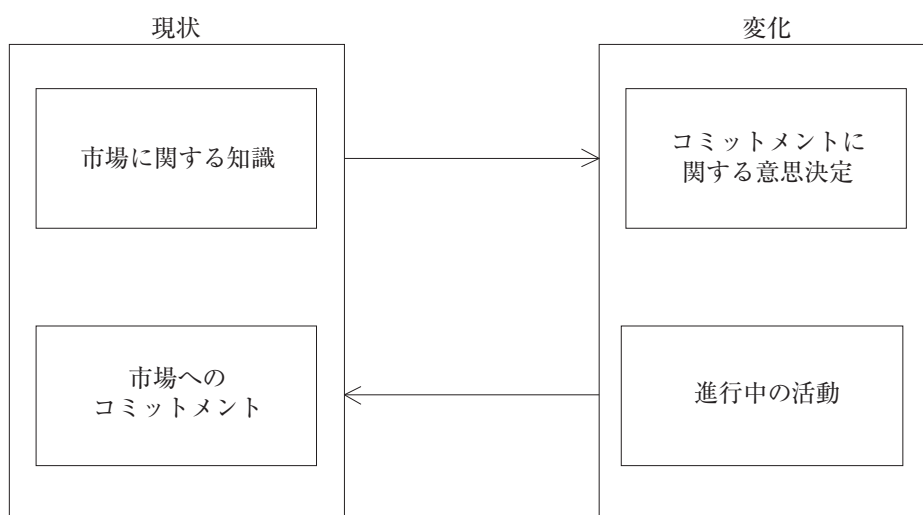 現状
変化
市場に関する知識
コミットメントに
関する意思決定
市場への
コミットメント
進行中の活動